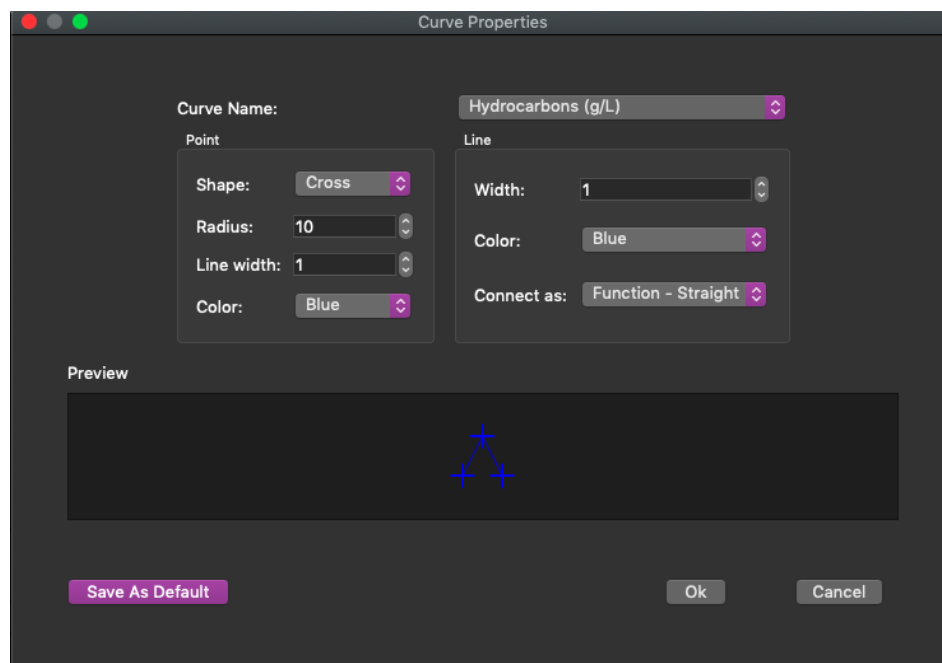 Curve Properties
Curve Name:
Hydrocarbons (g/L)
Point
Shape:
Cross
Radius:
10
Line width:
1
Color:
Blue
Line
Width:
1
Color:
Blue
Connect as:
Function - Straight
Preview
Save As Default
Ok
Cancel